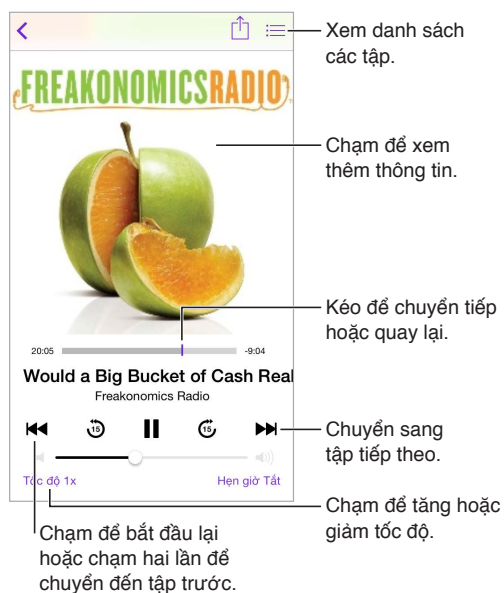 Xem danh sách
các tập.
FREAKONOMICSRADIO
Chạm để xem
thêm thông tin.
Kéo để chuyển tiếp
hoặc quay lại.
20:05 -9:04
Would a Big Bucket of Cash Real
Freakonomics Radio
15 15
Chuyển sang
tập tiếp theo.
Tốc độ 1x Hẹn giờ Tắt
Chạm để tăng hoặc
giảm tốc độ.
Chạm để bắt đầu lại
hoặc chạm hai lần để
chuyển đến tập trước.